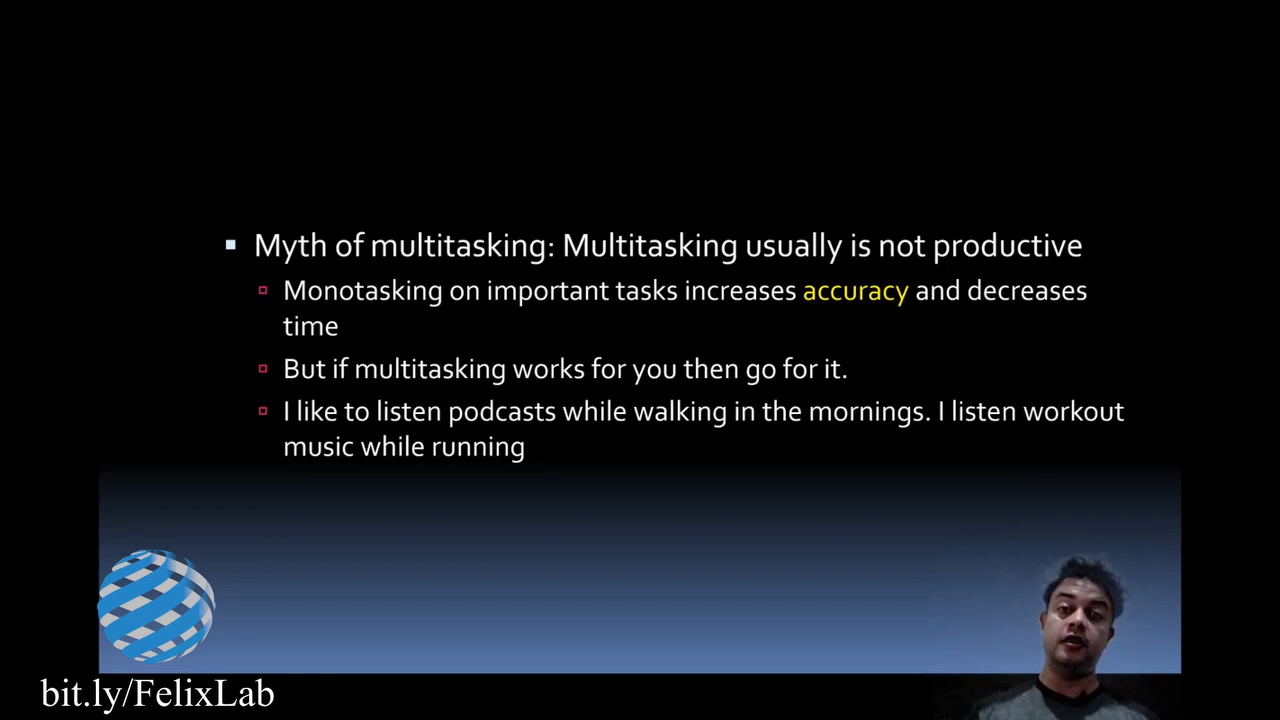 Myth of multitasking: Multitasking usually is not productive
Monotasking on important tasks increases accuracy and decreases
time
But if multitasking works for you then go for it.
I like to listen podcasts while walking in the mornings. I listen workout
music while running
bit.ly/FelixLab